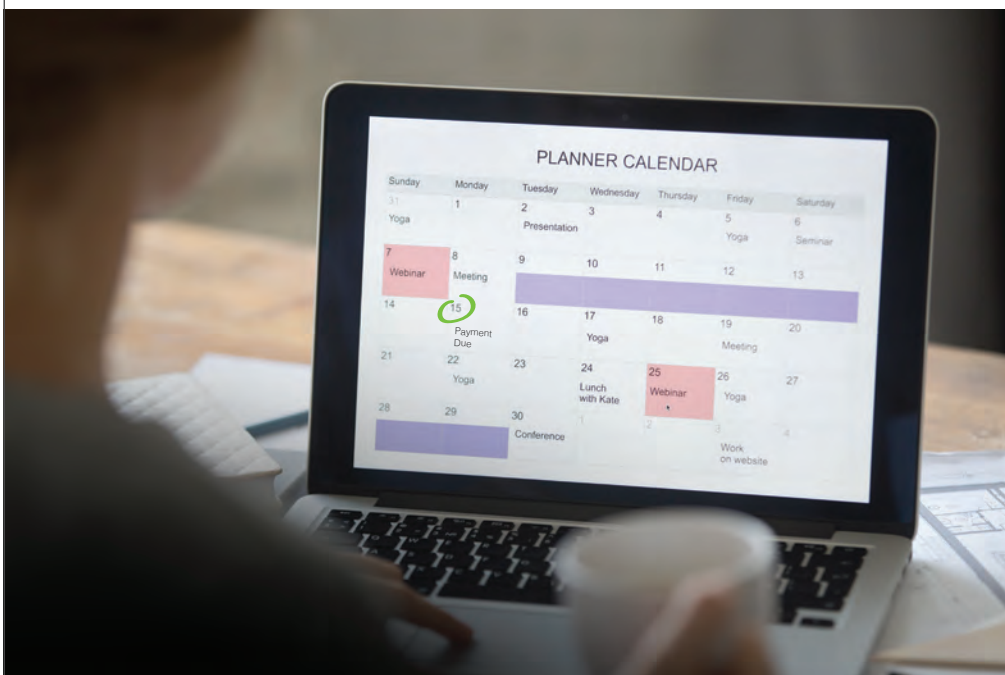 PLANNER CALENDAR
Sunday Monday Tuesday Wednesday Thursday Friday Saturday
31 1 2 3 4 5 6
Yoga Presentation Yoga Seminar
7 8 9 10 11 12 13
Webinar Meeting
14 15 16 17 18 19 20
Payment Yoga Meeting
Due
21 22 23 24 25 26 27
Yoga Lunch Webinar Yoga
with Kate
28 29 30 1 2 3 4
Conference Work
on website